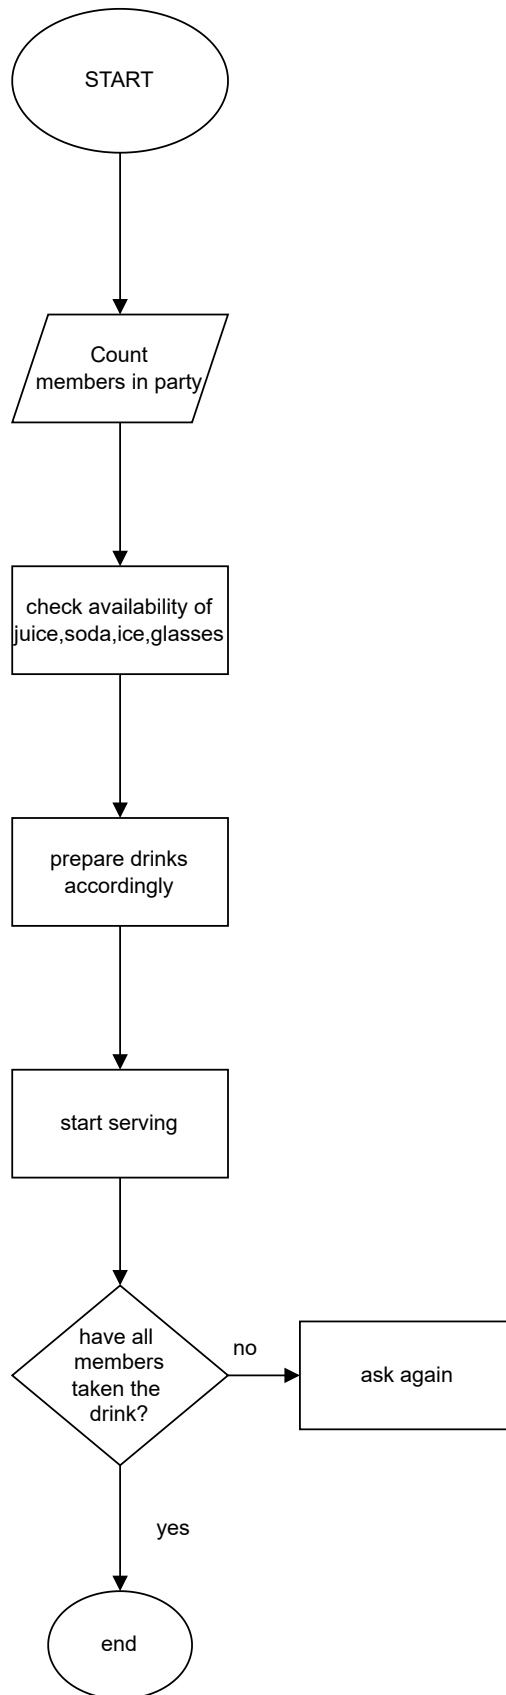 START
Count
members in party
check availability of
juice,soda,ice,glasses
prepare drinks
accordingly
start serving
have all
members
taken the
drink?
no
ask again
yes
end